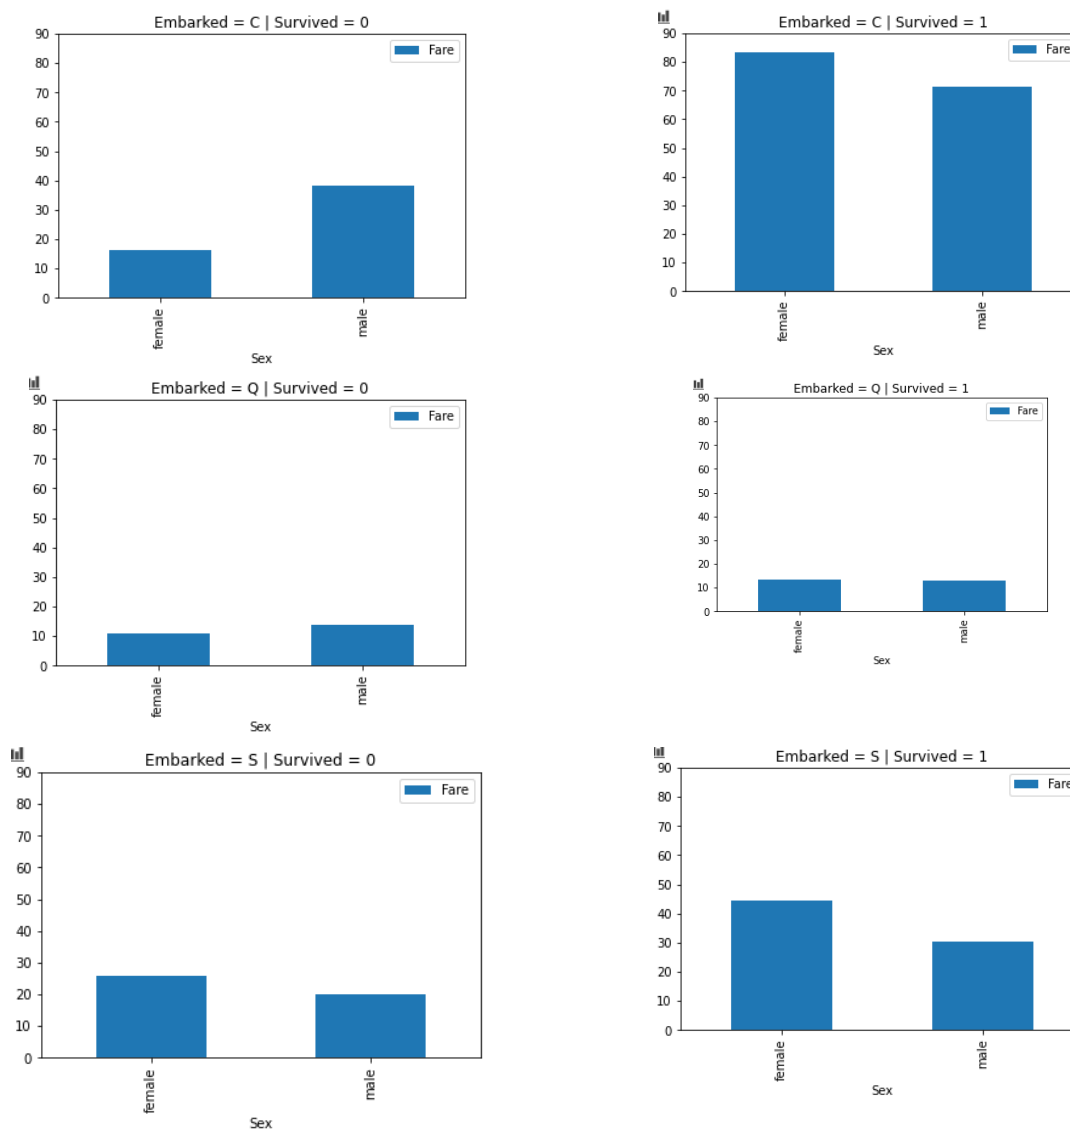 Embarked = C | Survived = 0
90
80
70
60
50
40
30
20
10
0
Fare
female
male
Sex
Embarked = C | Survived = 1
90
80
70
60
50
40
30
20
10
0
Fare
female
male
Sex
Embarked = Q | Survived = 0
90
80
70
60
50
40
30
20
10
0
Fare
female
male
Sex
Embarked = Q | Survived = 1
90
80
70
60
50
40
30
20
10
0
Fare
female
male
Sex
Embarked = S | Survived = 0
90
80
70
60
50
40
30
20
10
0
Fare
female
male
Sex
Embarked = S | Survived = 1
90
80
70
60
50
40
30
20
10
0
Fare
female
male
Sex